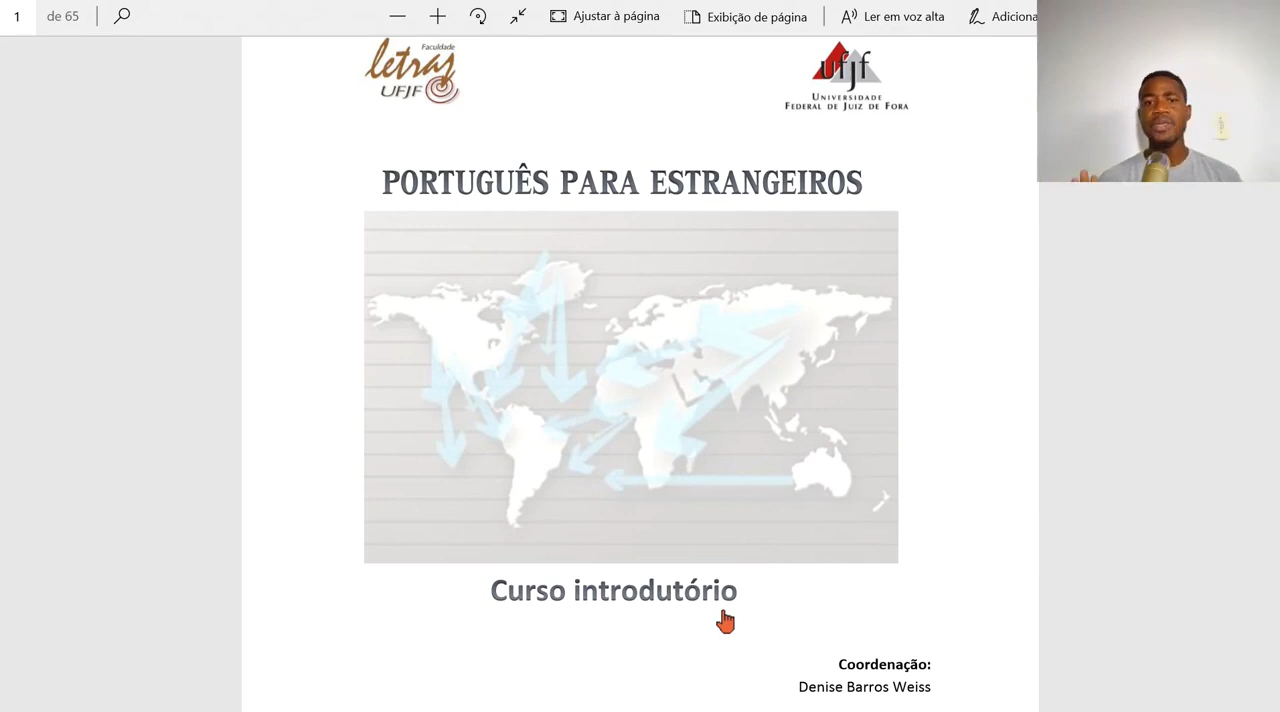 1 de 65 Ajustar à página Exibição de página Ler em voz alta Adiciona
Faculdade
letras
UFJF
ufjf
UNIVERSIDADE
FEDERAL DE JUIZ DE FORA
PORTUGUÊS PARA ESTRANGEIROS
Curso introdutório
Coordenação:
Denise Barros Weiss